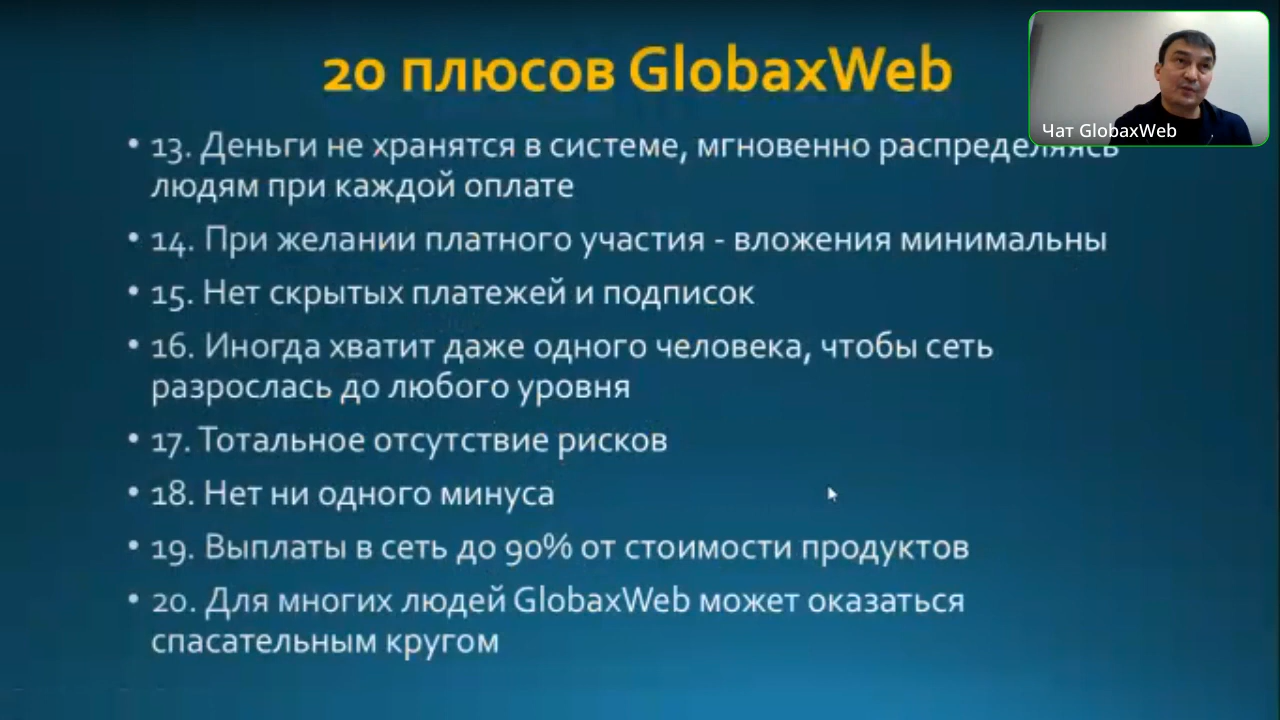 20 плюсов GlobaxWeb
Чат GlobaxWeb
• 13. Деньги не хранятся в системе, мгновенно распределяясь
людям при каждой оплате
• 14. При желании платного участия - вложения минимальны
• 15. Нет скрытых платежей и подписок
• 16. Иногда хватит даже одного человека, чтобы сеть
разрослась до любого уровня
• 17. Тотальное отсутствие рисков
• 18. Нет ни одного минуса
• 19. Выплаты в сеть до 90% от стоимости продуктов
• 20. Для многих людей GlobaxWeb может оказаться
спасательным кругом